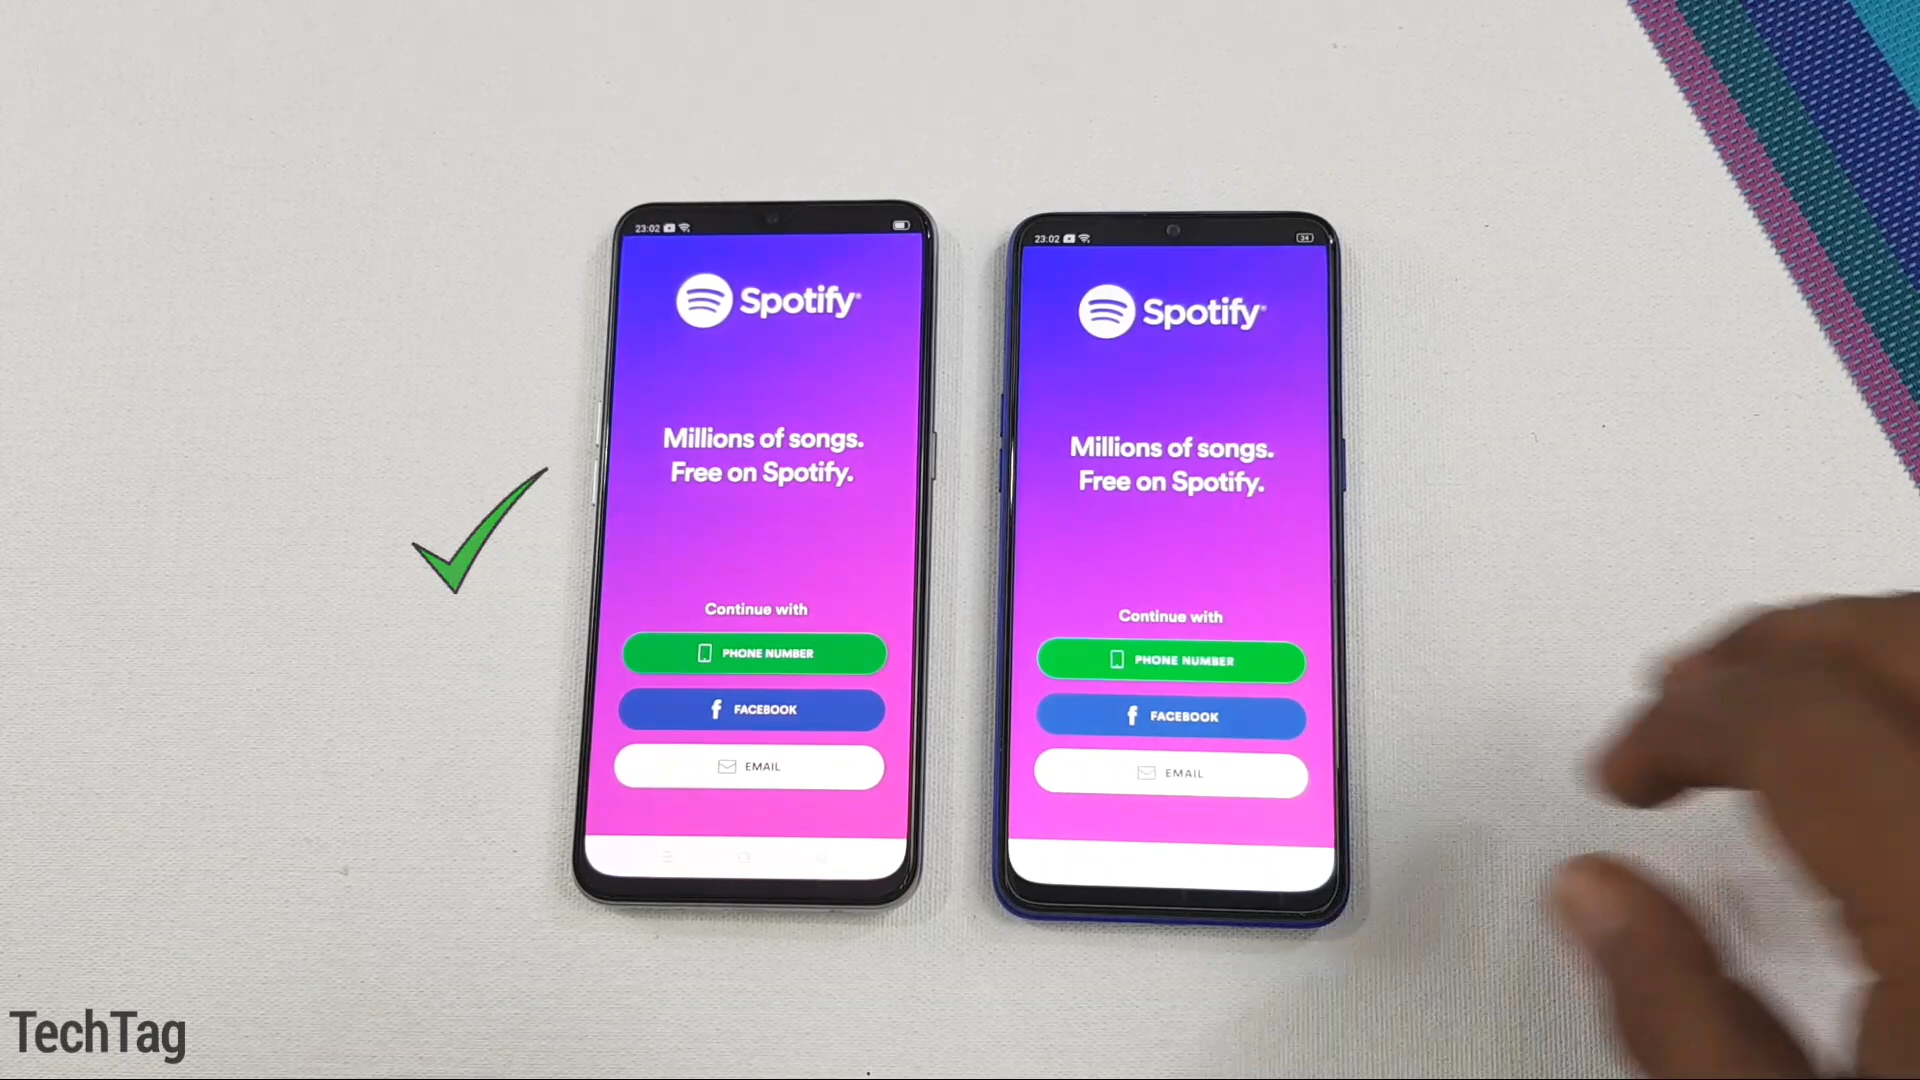 23:02
Spotify
Millions of songs.
Free on Spotify.
Continue with
PHONE NUMBER
FACEBOOK
EMAIL
23:02
34
Spotify
Millions of songs.
Free on Spotify.
Continue with
PHONE NUMBER
FACEBOOK
EMAIL
TechTag